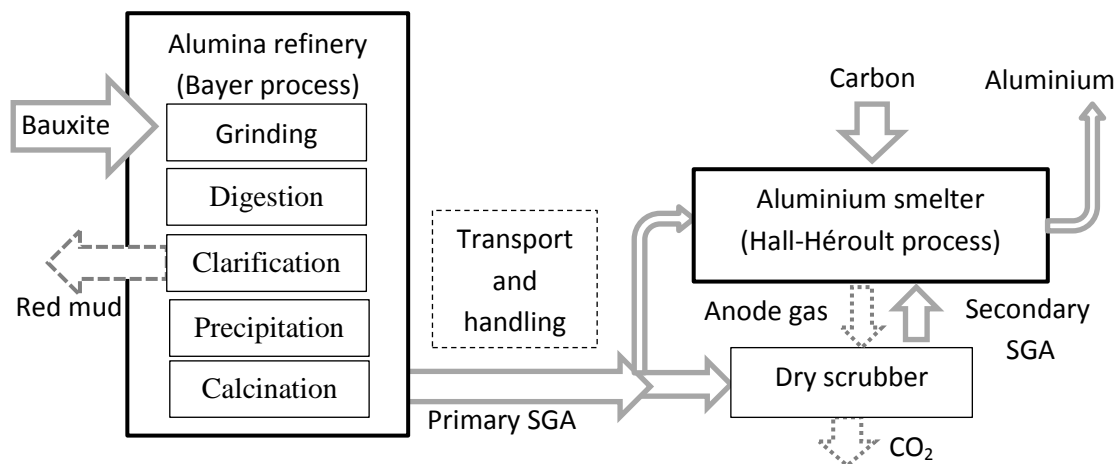 Alumina refinery
(Bayer process)
Bauxite
Grinding
Digestion
Clarification
Red mud
Precipitation
Calcination
Transport
and
handling
Primary SGA
Carbon
Aluminium
Aluminium smelter
(Hall-Héroult process)
Anode gas
Secondary
SGA
Dry scrubber
CO₂